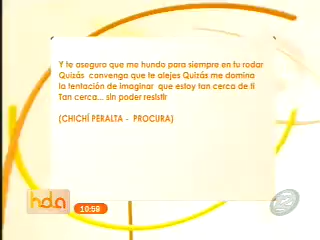 Y te aseguro que me hundo para siempre en tu rodar
Quizás convenga que te alejes Quizás me domina
la tentación de imaginar que estoy tan cerca de ti
Tan cerca... sin poder resistir
(CHICHÍ PERALTA - PROCURA)
hda
10:59